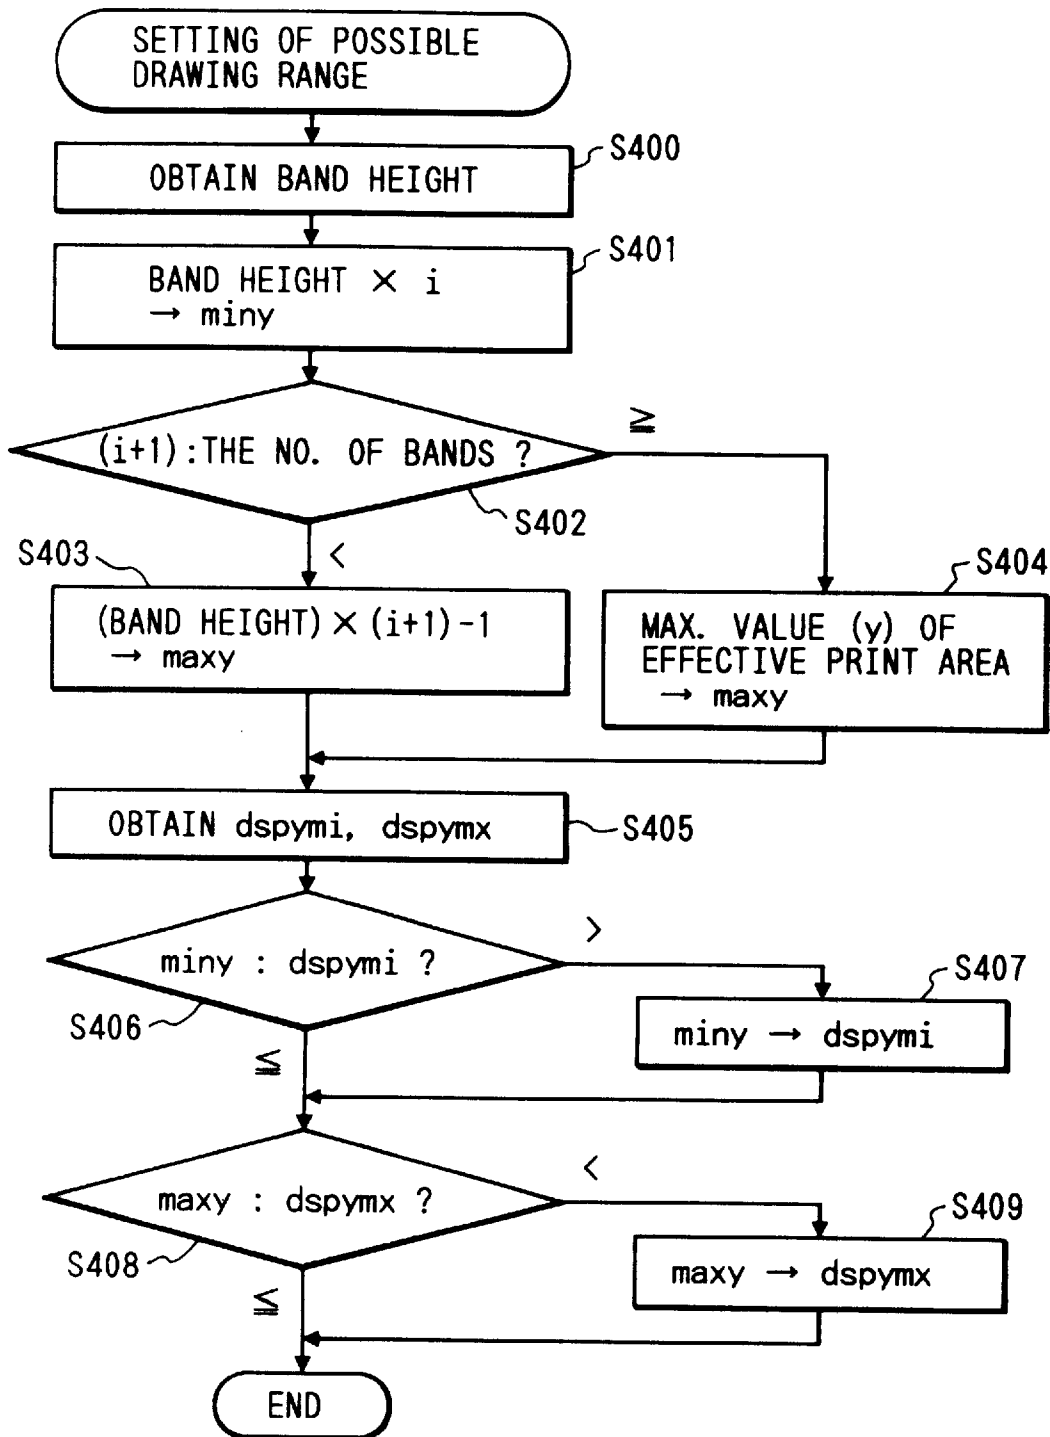 SETTING OF POSSIBLE
DRAWING RANGE
S400
OBTAIN BAND HEIGHT
S401
BAND HEIGHT × i
→ miny
≧
(i+1):THE NO. OF BANDS ?
S402
<
S403
(BAND HEIGHT) × (i+1)-1
→ maxy
S404
MAX. VALUE (y) OF
EFFECTIVE PRINT AREA
→ maxy
OBTAIN dspymi, dspymx
S405
>
miny : dspymi ?
S406
≦
S407
miny → dspymi
<
maxy : dspymx ?
S408
≦
S409
maxy → dspymx
END